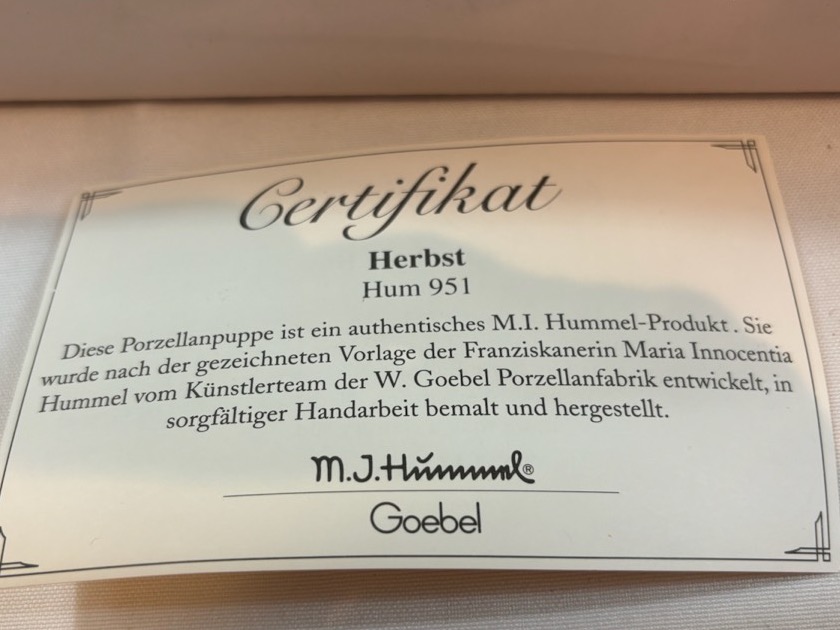 Certifikat
Herbst
Hum 951
Diese Porzellanpuppe ist ein authentisches M.I. Hummel-Produkt. Sie
wurde nach der gezeichneten Vorlage der Franziskanerin Maria Innocentia
Hummel vom Künstlerteam der W. Goebel Porzellanfabrik entwickelt, in
sorgfältiger Handarbeit bemalt und hergestellt.
M.J.Hummel®
Goebel